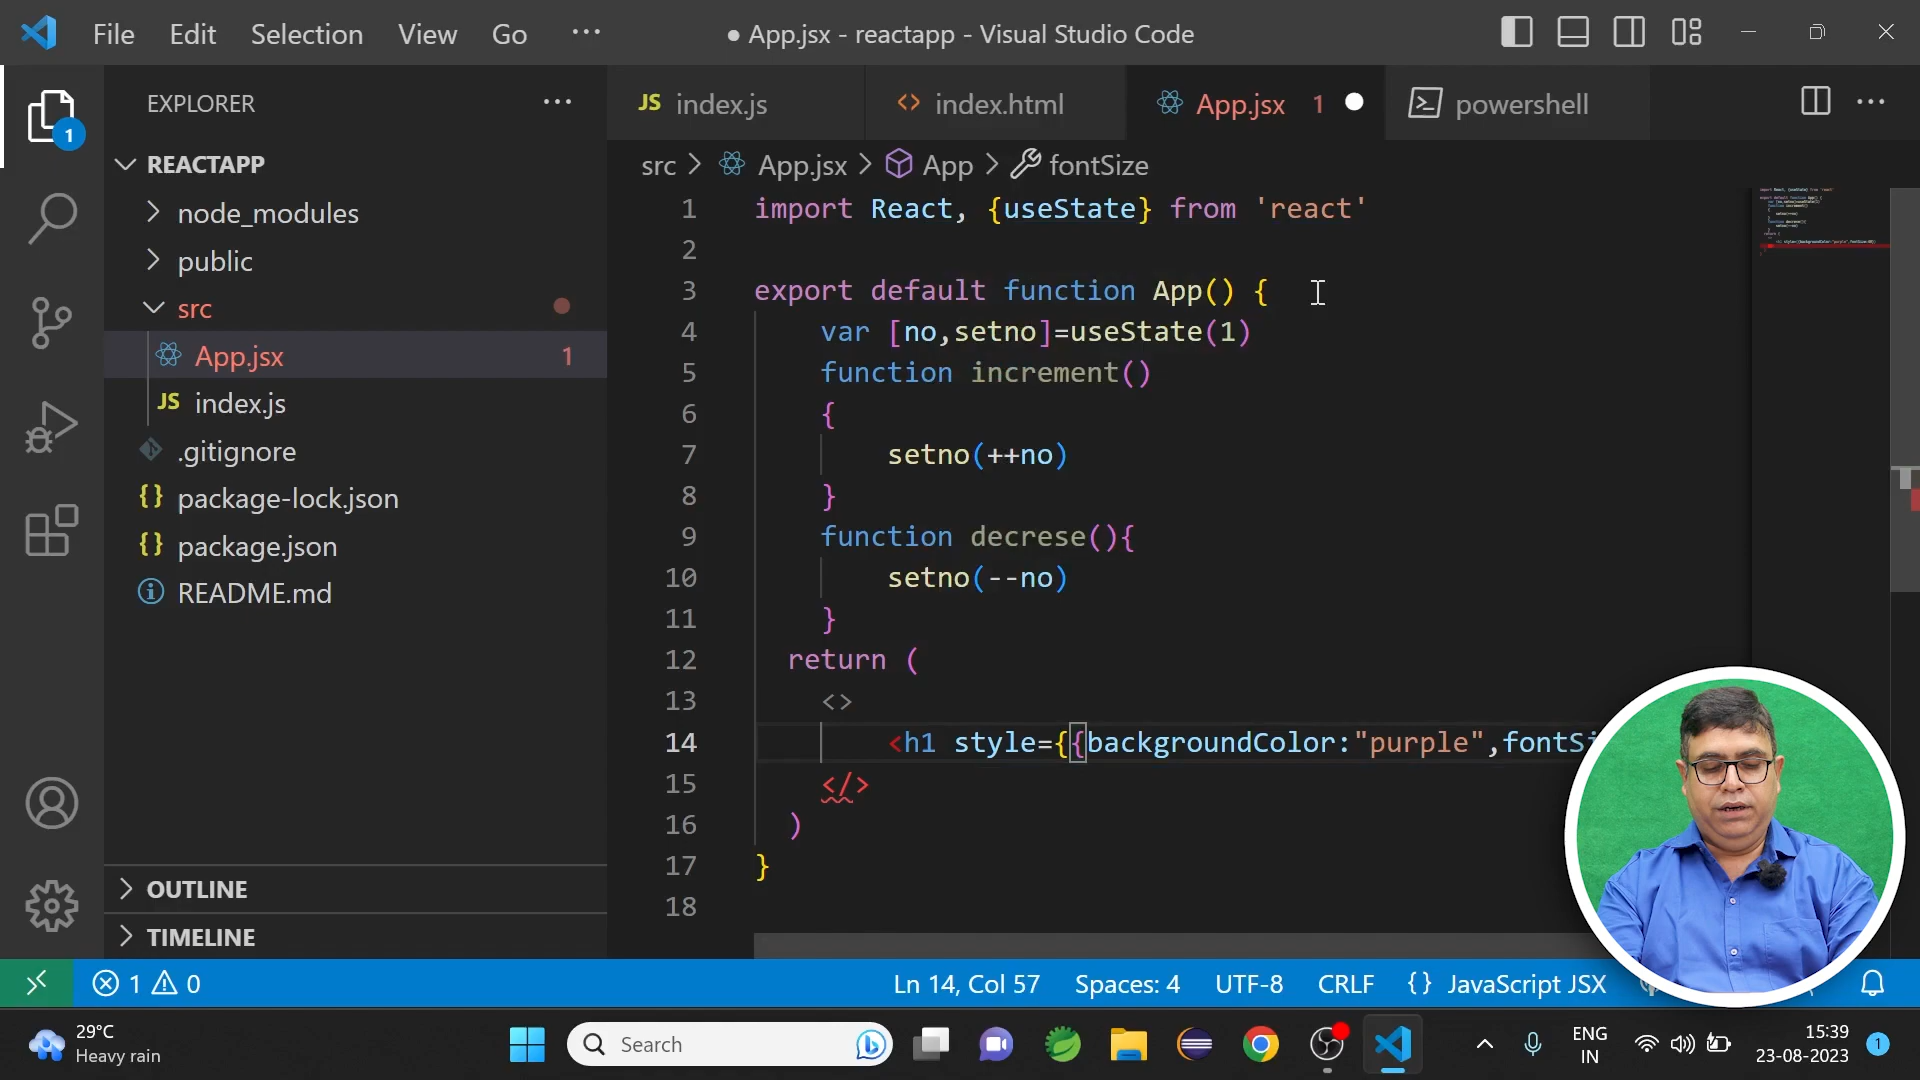 File Edit Selection View Go ···
● App.jsx - reactapp - Visual Studio Code
EXPLORER ···
REACTAPP
node_modules
public
src
App.jsx 1
JS index.js
.gitignore
{} package-lock.json
{} package.json
README.md
OUTLINE
TIMELINE
1
JS index.js
<> index.html
App.jsx 1
powershell
src > App.jsx > App > fontSize
1 import React, {useState} from 'react'
2
3 export default function App() {
4 var [no,setno]=useState(1)
5 function increment()
6 {
7 setno(++no)
8 }
9 function decrese(){
10 setno(--no)
11 }
12 return (
13 <>
14 <h1 style={{backgroundColor:"purple",fontSi
15 </>
16 )
17 }
18
1 0
Ln 14, Col 57 Spaces: 4 UTF-8 CRLF {} JavaScript JSX
29°C
Heavy rain
Search
ENG
IN
15:39
23-08-2023
1